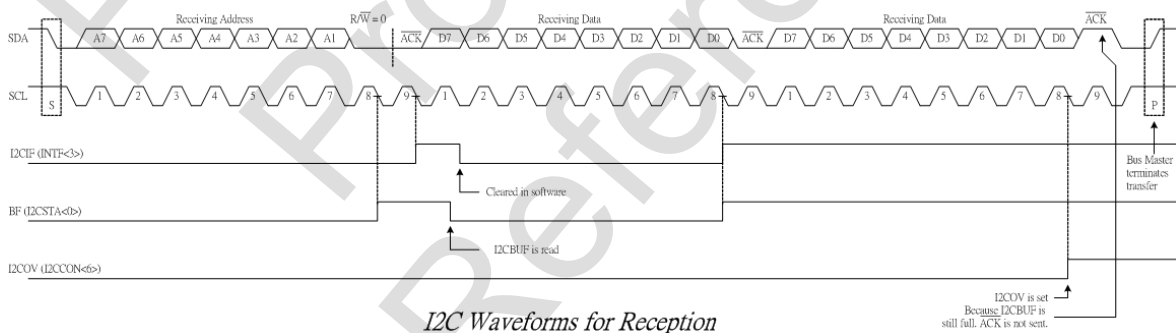 Receiving Address R/W = 0 Receiving Data Receiving Data ACK
SDA A7 A6 A5 A4 A3 A2 A1 ACK D7 D6 D5 D4 D3 D2 D1 D0 ACK D7 D6 D5 D4 D3 D2 D1 D0
SCL S 1 2 3 4 5 6 7 8 9 1 2 3 4 5 6 7 8 9 1 2 3 4 5 6 7 8 9 P
I2CIF (INTF<3>)
Cleared in software
Bus Master
terminates
transfer
BF (I2CSTA<0>)
I2CBUF is read
I2COV (I2CCON<6>)
I2COV is set
Because I2CBUF is
still full. ACK is not sent.
I2C Waveforms for Reception